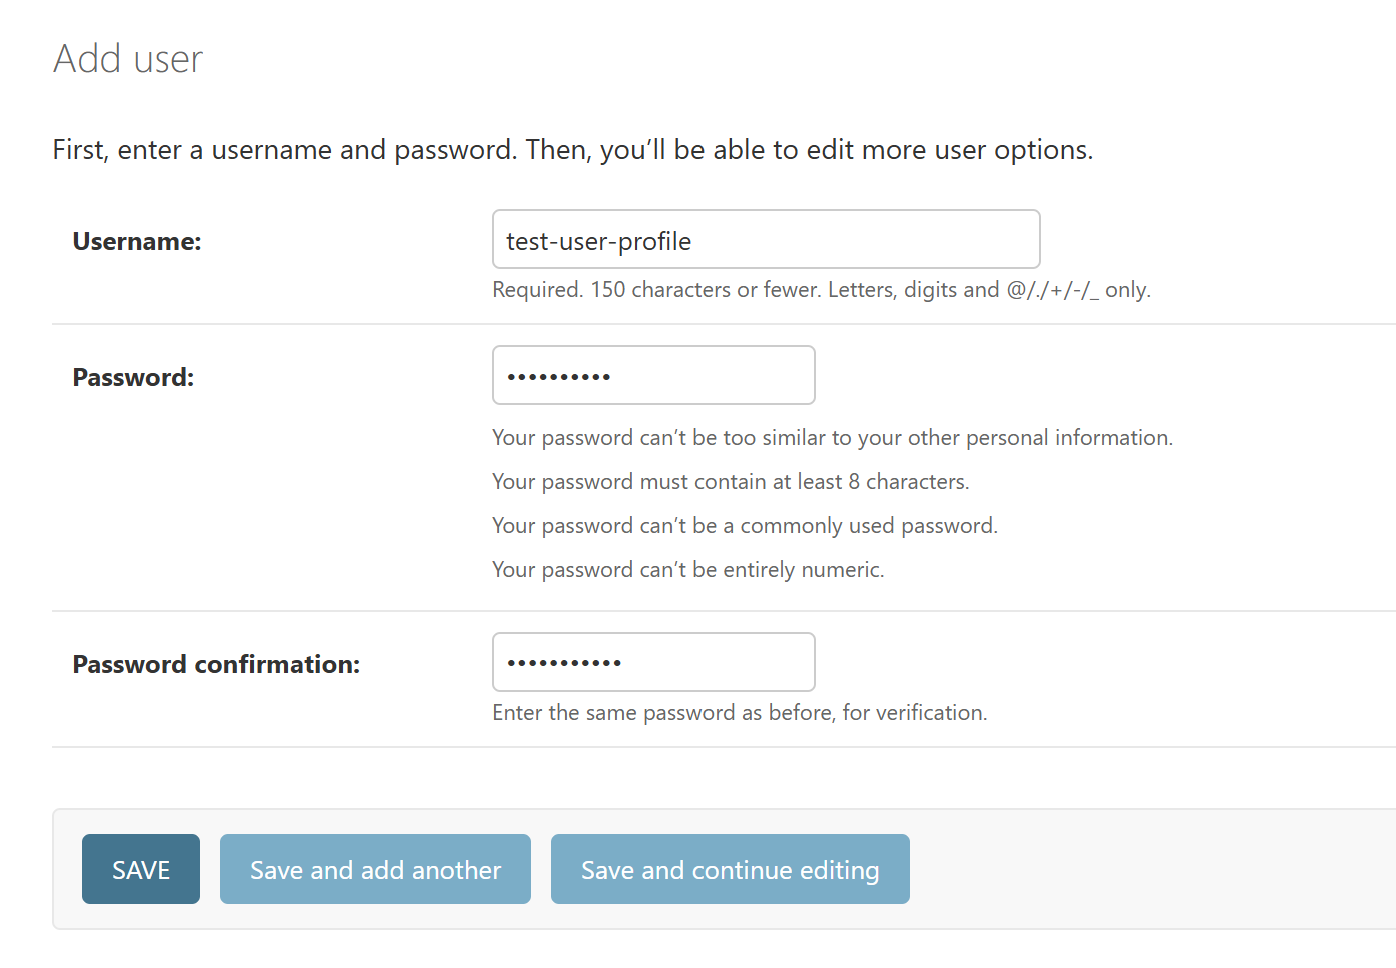 Add user
First, enter a username and password. Then, you’ll be able to edit more user options.
Username:
test-user-profile
Required. 150 characters or fewer. Letters, digits and @/./+/-/_ only.
Password:
••••••••••
Your password can’t be too similar to your other personal information.
Your password must contain at least 8 characters.
Your password can’t be a commonly used password.
Your password can’t be entirely numeric.
Password confirmation:
•••••••••••
Enter the same password as before, for verification.
SAVE
Save and add another
Save and continue editing